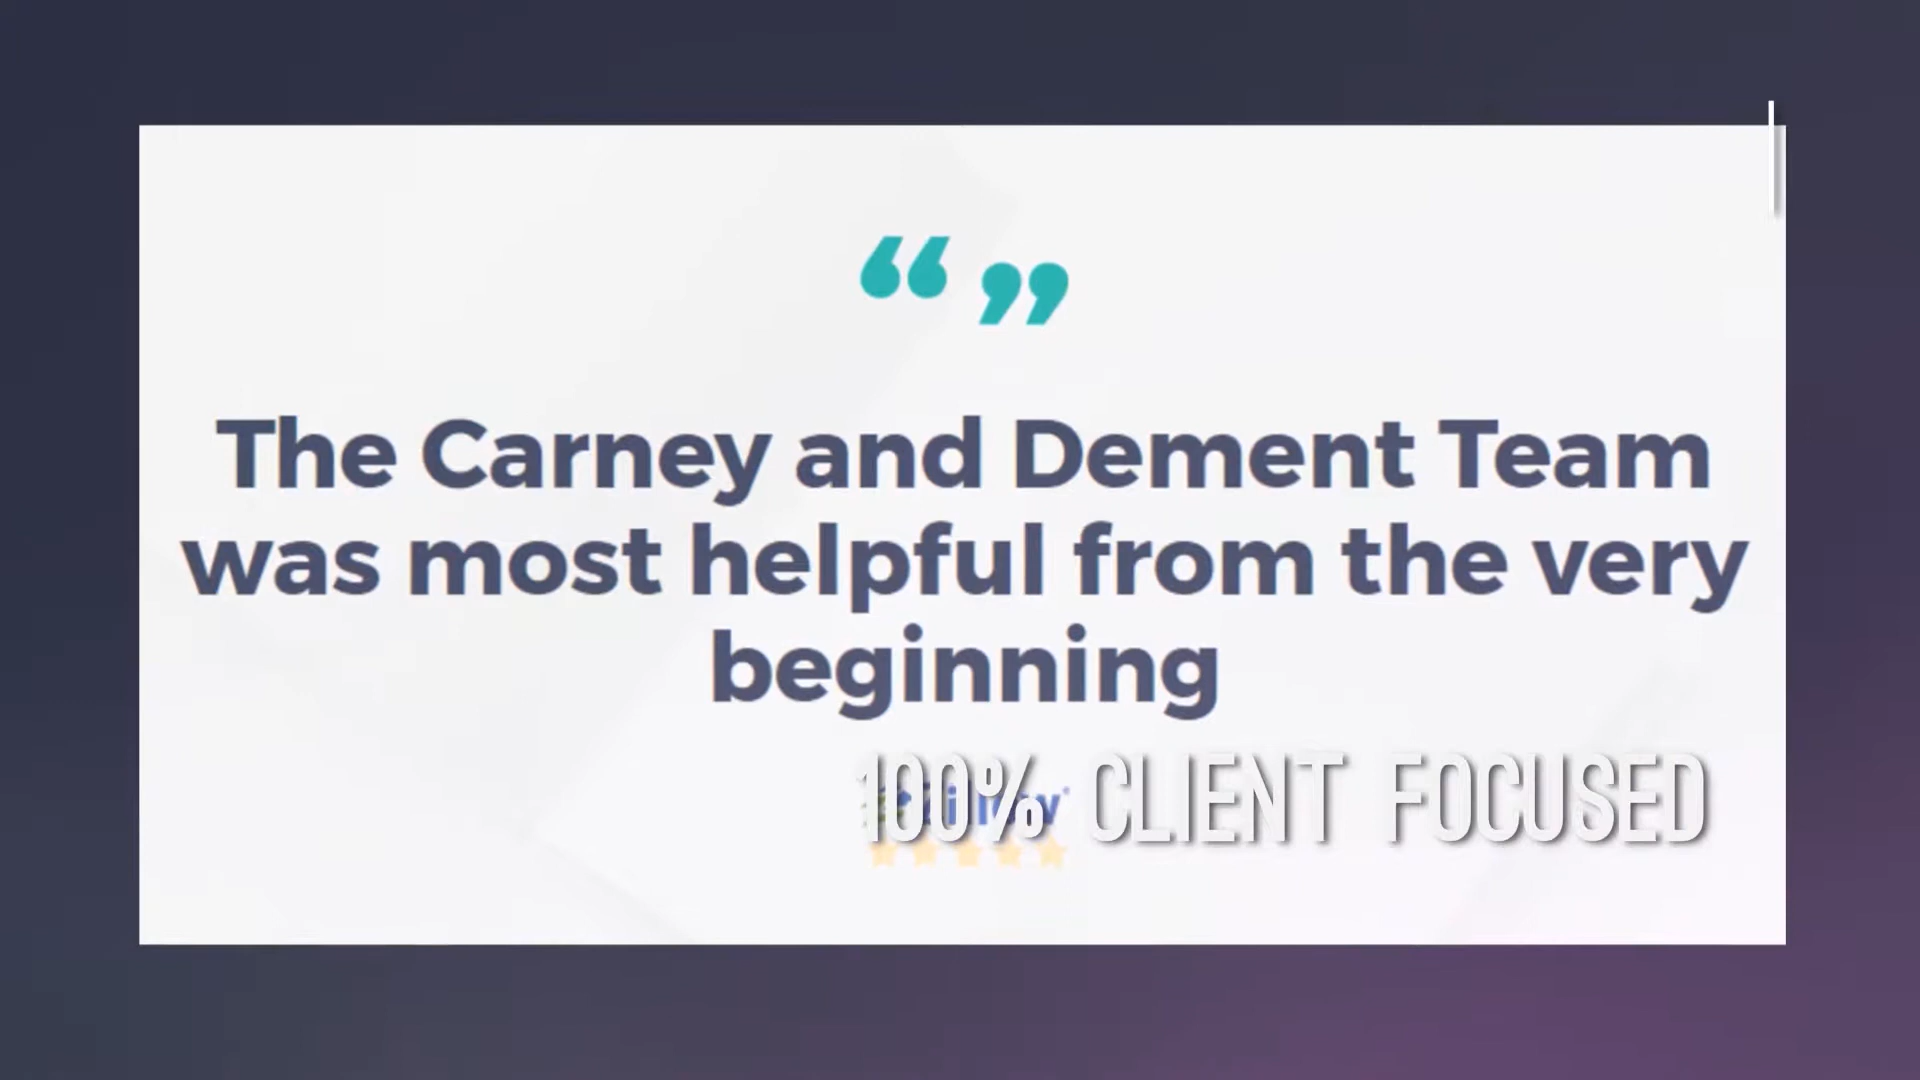 “ ”
The Carney and Dement Team
was most helpful from the very
beginning
100% CLIENT FOCUSED